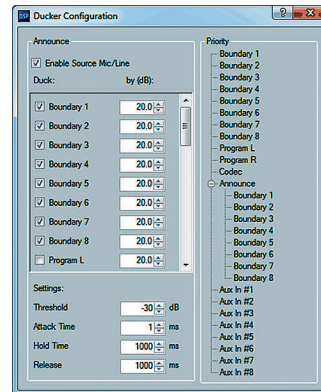 DSP Ducker Configuration
Announce
Enable Source Mic/Line
Duck: by (dB):
Boundary 1 20.0
Boundary 2 20.0
Boundary 3 20.0
Boundary 4 20.0
Boundary 5 20.0
Boundary 6 20.0
Boundary 7 20.0
Boundary 8 20.0
Program L 20.0
Settings:
Threshold -30 dB
Attack Time 1 ms
Hold Time 1000 ms
Release 1000 ms
Priority
Boundary 1
Boundary 2
Boundary 3
Boundary 4
Boundary 5
Boundary 6
Boundary 7
Boundary 8
Program L
Program R
Codec
Announce
Boundary 1
Boundary 2
Boundary 3
Boundary 4
Boundary 5
Boundary 6
Boundary 7
Boundary 8
Aux In #1
Aux In #2
Aux In #3
Aux In #4
Aux In #5
Aux In #6
Aux In #7
Aux In #8